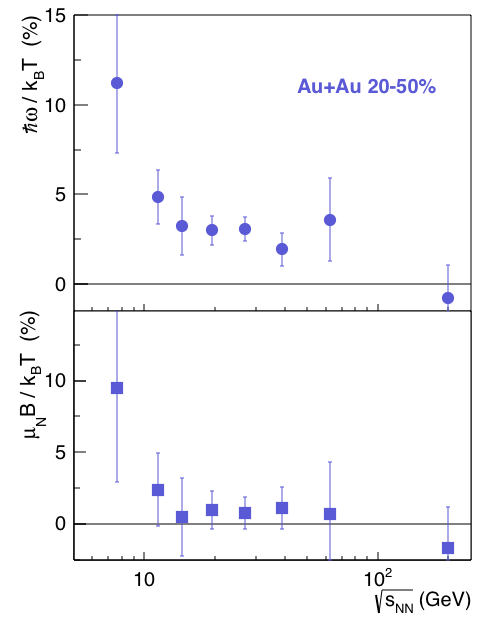 15
10
5
0
ħω / k_BT (%)
Au+Au 20-50%
10
5
0
μ_NB / k_BT (%)
10
10²
√s_NN (GeV)